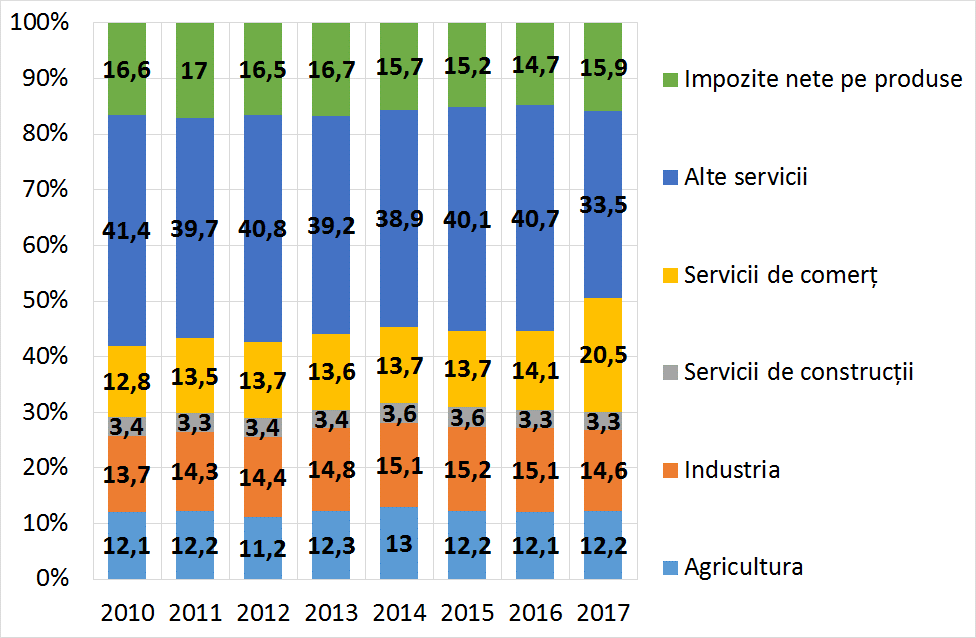 100%
90%
80%
70%
60%
50%
40%
30%
20%
10%
0%
16,6 17 16,5 16,7 15,7 15,2 14,7 15,9
41,4 39,7 40,8 39,2 38,9 40,1 40,7 33,5
12,8 13,5 13,7 13,6 13,7 13,7 14,1 20,5
3,4 3,3 3,4 3,4 3,6 3,6 3,3 3,3
13,7 14,3 14,4 14,8 15,1 15,2 15,1 14,6
12,1 12,2 11,2 12,3 13 12,2 12,1 12,2
2010 2011 2012 2013 2014 2015 2016 2017
Impozite nete pe produse
Alte servicii
Servicii de comerț
Servicii de construcții
Industria
Agricultura